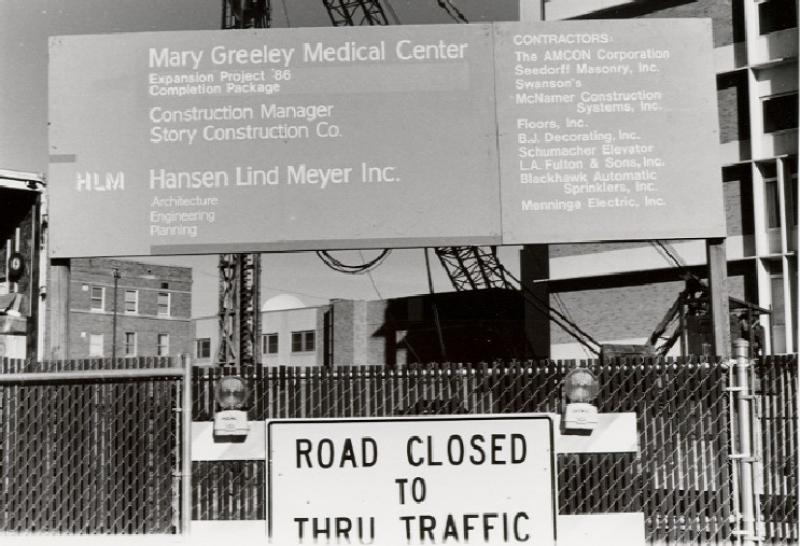 Mary Greeley Medical Center
Expansion Project '86
Completion Package
Construction Manager
Story Construction Co.
HLM Hansen Lind Meyer Inc.
Architecture
Engineering
Planning
CONTRACTORS:
The AMCON Corporation
Seedorff Masonry, Inc.
Swanson's
McNamer Construction
Systems, Inc.
Floors, Inc.
B.J. Decorating, Inc.
Schumacher Elevator
L.A. Fulton & Sons, Inc.
Blackhawk Automatic
Sprinklers, Inc.
Menninga Electric, Inc.
ROAD CLOSED
TO
THRU TRAFFIC